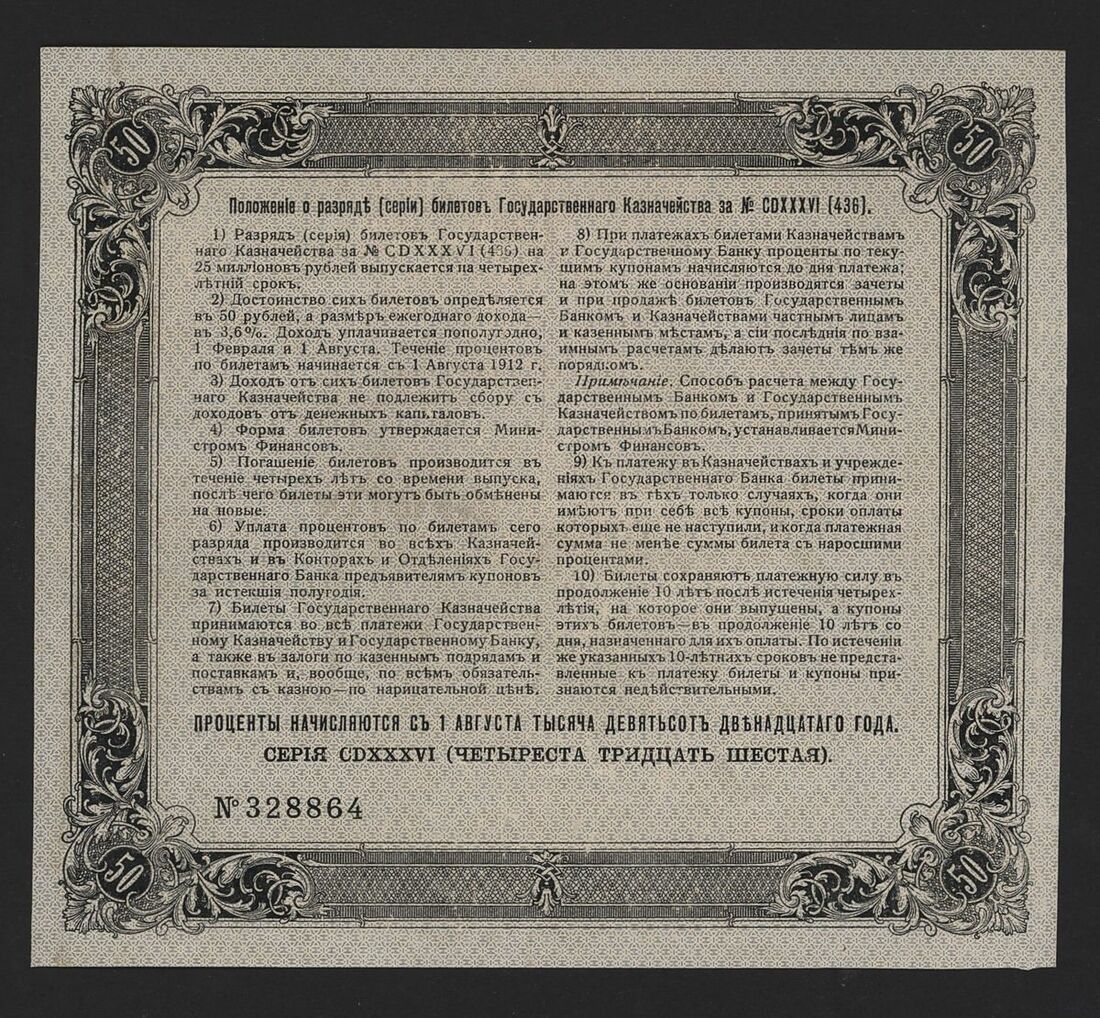 50
50
Положеніе о разрядѣ (серіи) билетовъ Государственнаго Казначейства за № CDXXXVI (436).
1) Разрядъ (серія) билетовъ Государствен-
наго Казначейства за № CDXXXVI (436) на
25 милліоновъ рублей выпускается на четырех-
лѣтній срокъ.
2) Достоинство сихъ билетовъ опредѣляется
въ 50 рублей, а размѣръ ежегоднаго дохода—
въ 3,6%. Доходъ уплачивается пополугодно,
1 Февраля и 1 Августа. Теченіе процентовъ
по билетамъ начинается съ 1 Августа 1912 г.
3) Доходъ отъ сихъ билетовъ Государствен-
наго Казначейства не подлежитъ сбору съ
доходовъ отъ денежныхъ капиталовъ.
4) Форма билетовъ утверждается Мини-
стромъ Финансовъ.
5) Погашеніе билетовъ производится въ
теченіе четырехъ лѣтъ со времени выпуска,
послѣ чего билеты эти могутъ быть обмѣнены
на новые.
6) Уплата процентовъ по билетамъ сего
разряда производится во всѣхъ Казначей-
ствахъ и въ Конторахъ и Отдѣленіяхъ Госу-
дарственнаго Банка предъявителямъ купоновъ
за истекшія полугодія.
7) Билеты Государственнаго Казначейства
принимаются во всѣ платежи Государствен-
ному Казначейству и Государственному Банку,
а также въ залоги по казеннымъ подрядамъ и
поставкамъ и, вообще, по всѣмъ обязатель-
ствамъ съ казною—по нарицательной цѣнѣ.
8) При платежахъ билетами Казначействамъ
и Государственному Банку проценты по теку-
щимъ купонамъ начисляются до дня платежа;
на этомъ же основаніи производятся зачеты
и при продажѣ билетовъ Государственнымъ
Банкомъ и Казначействами частнымъ лицамъ
и казеннымъ мѣстамъ, а сіи послѣднія по вза-
имнымъ расчетамъ дѣлаютъ зачеты тѣмъ же
порядкомъ.
Примѣчаніе. Способъ расчета между Госу-
дарственнымъ Банкомъ и Государственнымъ
Казначействомъ по билетамъ, принятымъ Госу-
дарственнымъ Банкомъ, устанавливается Мини-
стромъ Финансовъ.
9) Къ платежу въ Казначействахъ и учрежде-
ніяхъ Государственнаго Банка билеты прини-
маются въ тѣхъ только случаяхъ, когда они
имѣютъ при себѣ всѣ купоны, сроки оплаты
которыхъ еще не наступили, и когда платежная
сумма не менѣе суммы билета съ наросшими
процентами.
10) Билеты сохраняютъ платежную силу въ
продолженіе 10 лѣтъ послѣ истеченія четырех-
лѣтія, на которое они выпущены, а купоны
этихъ билетовъ—въ продолженіе 10 лѣтъ со
дня, назначеннаго для ихъ оплаты. По истеченіи
же указанныхъ 10-лѣтнихъ сроковъ не предста-
вленные къ платежу билеты и купоны при-
знаются недѣйствительными.
ПРОЦЕНТЫ НАЧИСЛЯЮТСЯ СЪ 1 АВГУСТА ТЫСЯЧА ДЕВЯТЬСОТЪ ДВѢНАДЦАТАГО ГОДА.
СЕРІЯ CDXXXVI (ЧЕТЫРЕСТА ТРИДЦАТЬ ШЕСТАЯ).
№ 328864
50
50